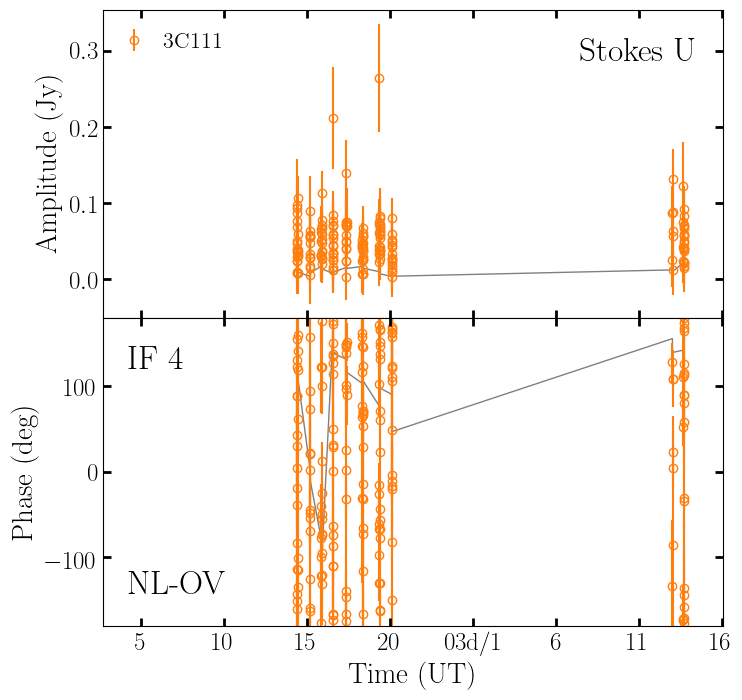 3C111
Stokes U
0.3
0.2
0.1
0.0
Amplitude (Jy)
IF 4
100
0
−100
Phase (deg)
NL-OV
5 10 15 20 03d/1 6 11 16
Time (UT)